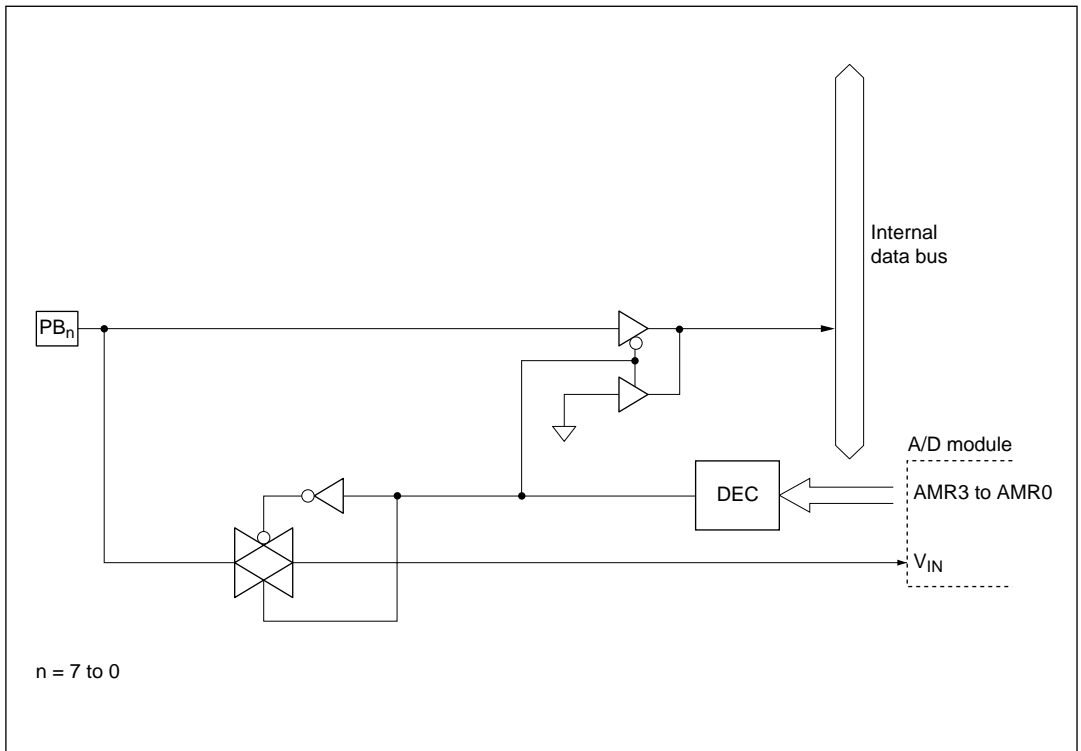 Internal
data bus
PBn
A/D module
DEC
AMR3 to AMR0
VIN
n = 7 to 0